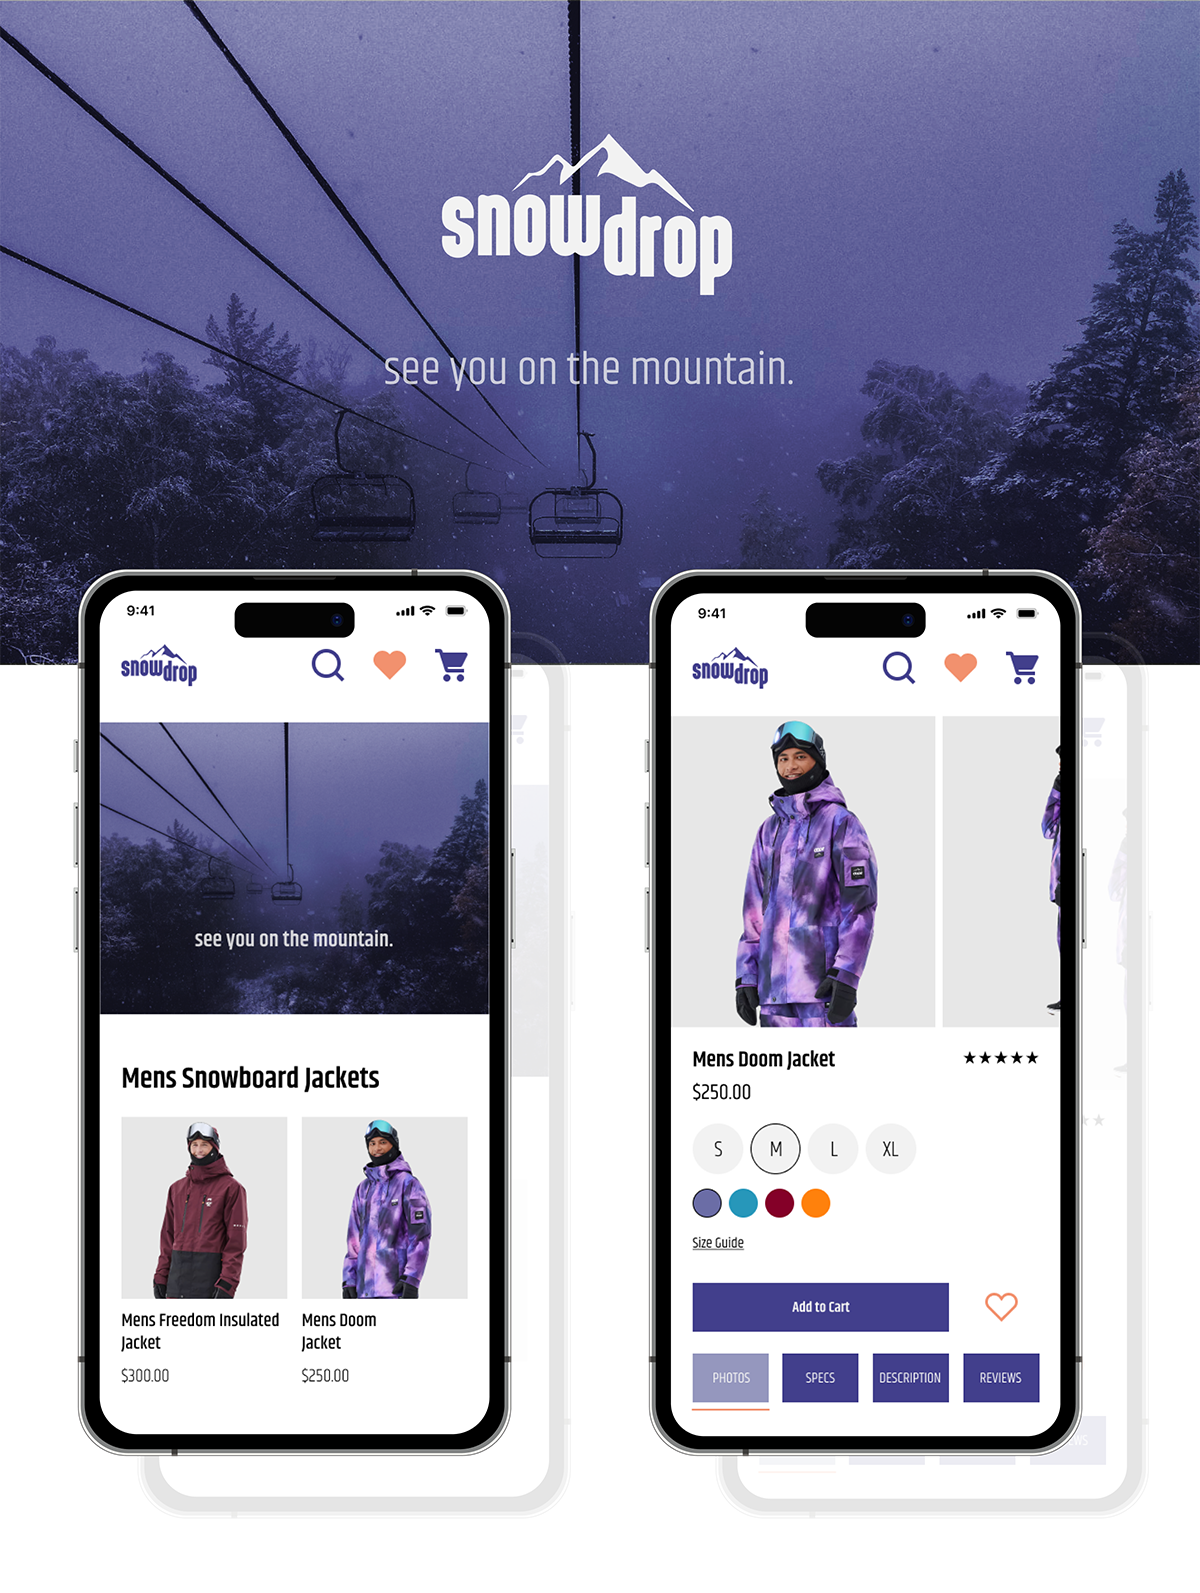 snowdrop
see you on the mountain.
9:41
snowdrop
see you on the mountain.
Mens Snowboard Jackets
Mens Freedom Insulated
Jacket
$300.00
Mens Doom
Jacket
$250.00
9:41
snowdrop
Mens Doom Jacket
$250.00
S M L XL
Size Guide
Add to Cart
PHOTOS SPECS DESCRIPTION REVIEWS